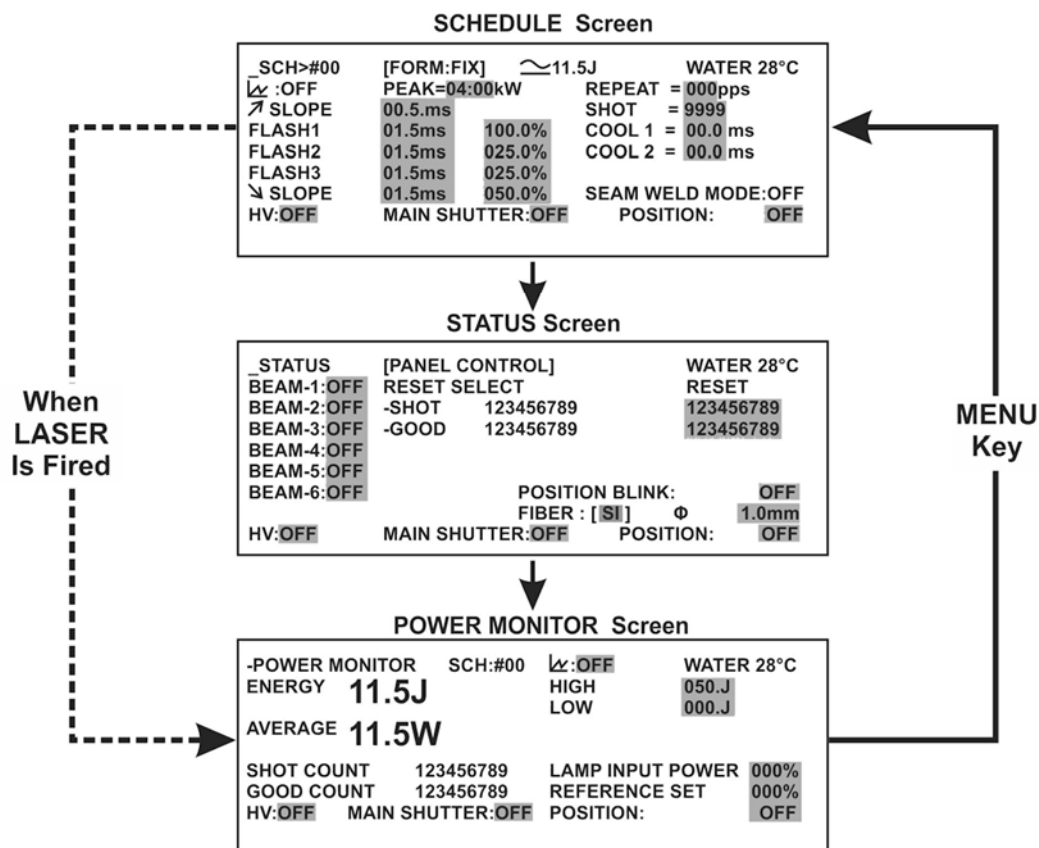 SCHEDULE Screen
_SCH>#00 [FORM:FIX] 11.5J WATER 28°C
:OFF PEAK=04:00kW REPEAT = 000pps
SLOPE 00.5.ms SHOT = 9999
FLASH1 01.5ms 100.0% COOL 1 = 00.0 ms
FLASH2 01.5ms 025.0% COOL 2 = 00.0 ms
FLASH3 01.5ms 025.0%
SLOPE 01.5ms 050.0% SEAM WELD MODE:OFF
HV:OFF MAIN SHUTTER:OFF POSITION: OFF
STATUS Screen
_STATUS [PANEL CONTROL] WATER 28°C
BEAM-1:OFF RESET SELECT RESET
BEAM-2:OFF -SHOT 123456789 123456789
BEAM-3:OFF -GOOD 123456789 123456789
BEAM-4:OFF
BEAM-5:OFF
BEAM-6:OFF POSITION BLINK: OFF
FIBER : [ SI ] Φ 1.0mm
HV:OFF MAIN SHUTTER:OFF POSITION: OFF
When
LASER
Is Fired
MENU
Key
POWER MONITOR Screen
-POWER MONITOR SCH:#00 :OFF WATER 28°C
ENERGY 11.5J HIGH 050.J
LOW 000.J
AVERAGE 11.5W
SHOT COUNT 123456789 LAMP INPUT POWER 000%
GOOD COUNT 123456789 REFERENCE SET 000%
HV:OFF MAIN SHUTTER:OFF POSITION: OFF